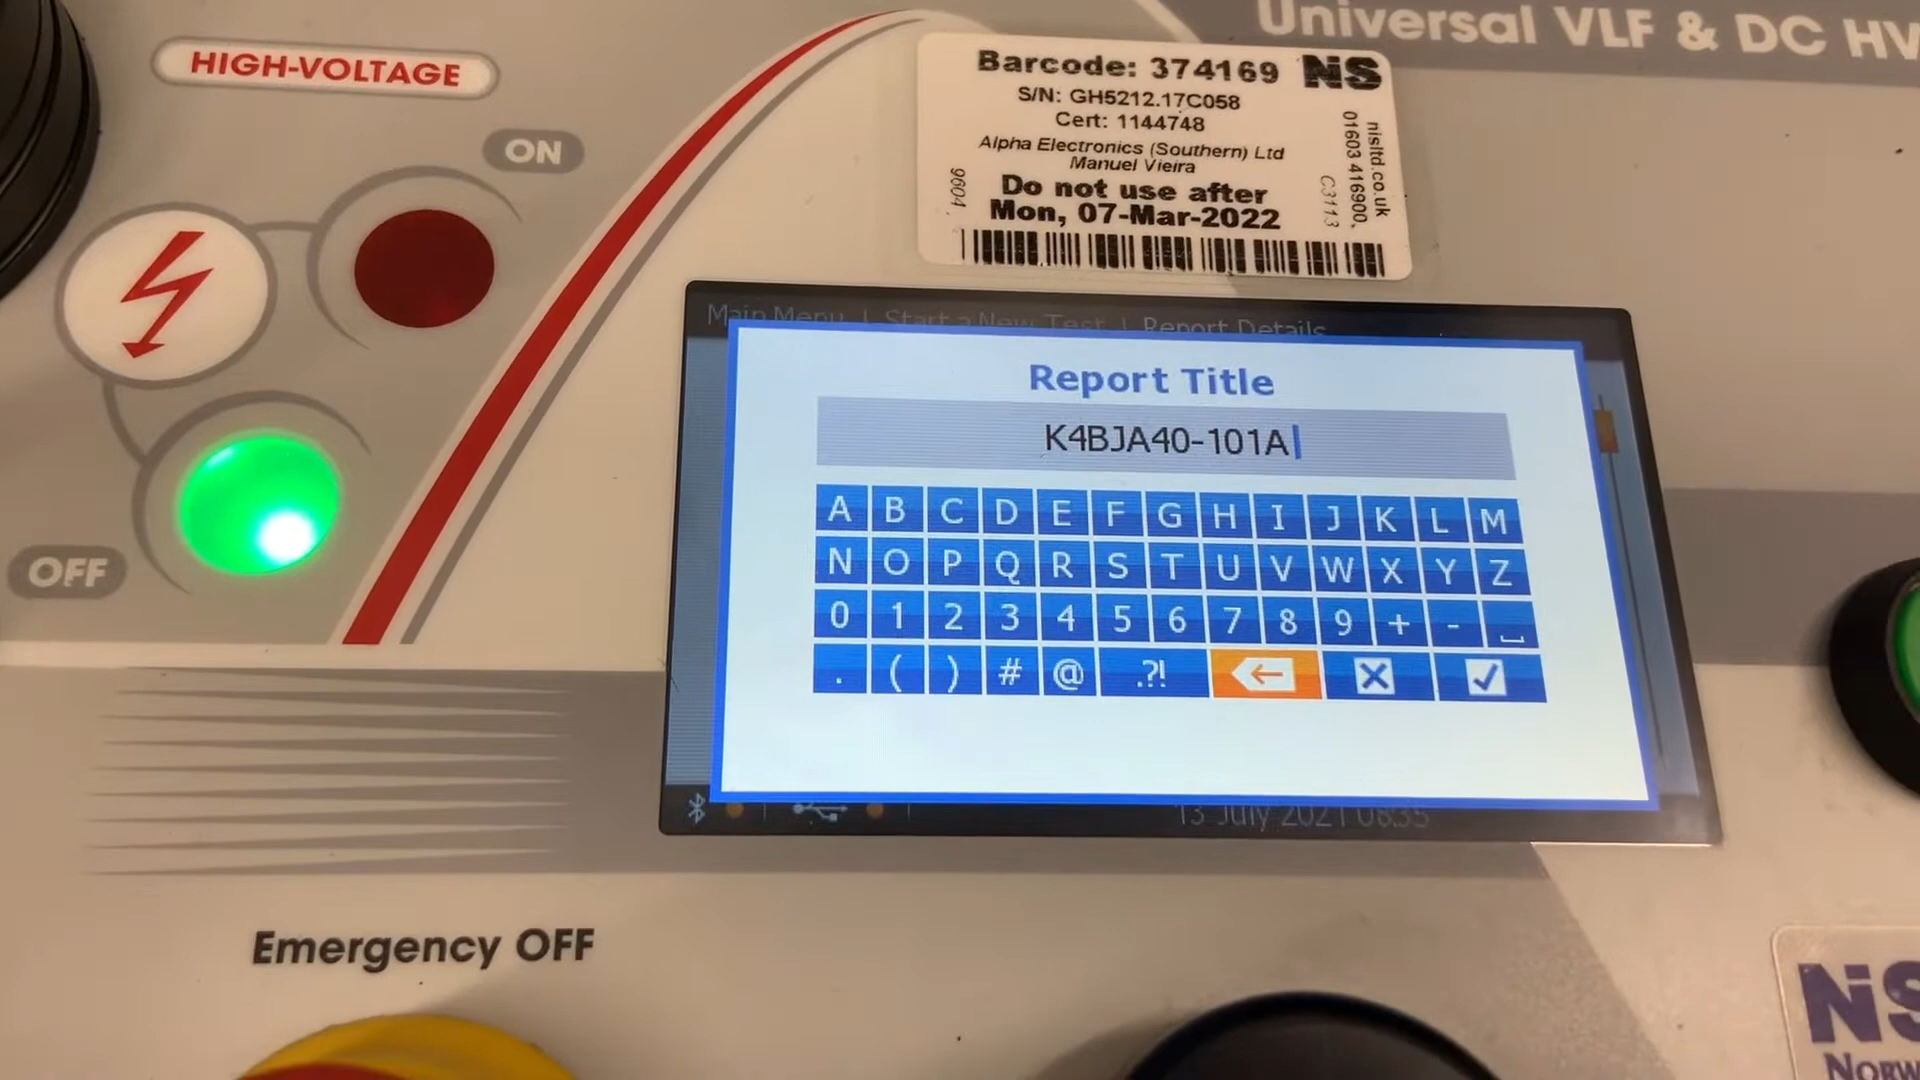 Universal VLF & DC HV
HIGH-VOLTAGE
ON
OFF
Barcode: 374169 NIS
S/N: GH5212.17C058
Cert: 1144748
Alpha Electronics (Southern) Ltd
Manuel Vieira
Do not use after
Mon, 07-Mar-2022
9604
C3113
01603 416900,
nisltd.co.uk
Main Menu | Start a New Test | Report Details
Report Title
K4BJA40-101A
A B C D E F G H I J K L M
N O P Q R S T U V W X Y Z
0 1 2 3 4 5 6 7 8 9 + - ⎵
. ( ) # @ .?!
13 July 2021 08:35
Emergency OFF
NIS
NORW